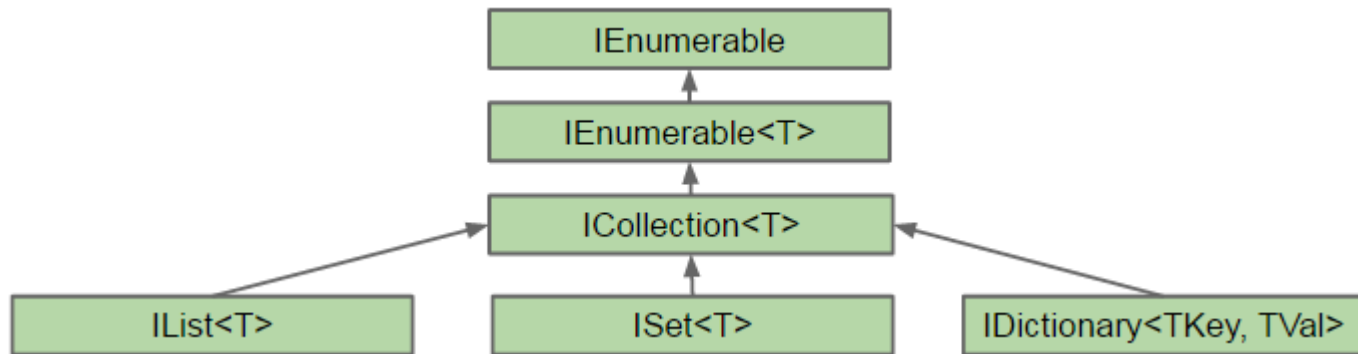 IEnumerable
IEnumerable<T>
ICollection<T>
IList<T>
ISet<T>
IDictionary<TKey, TVal>